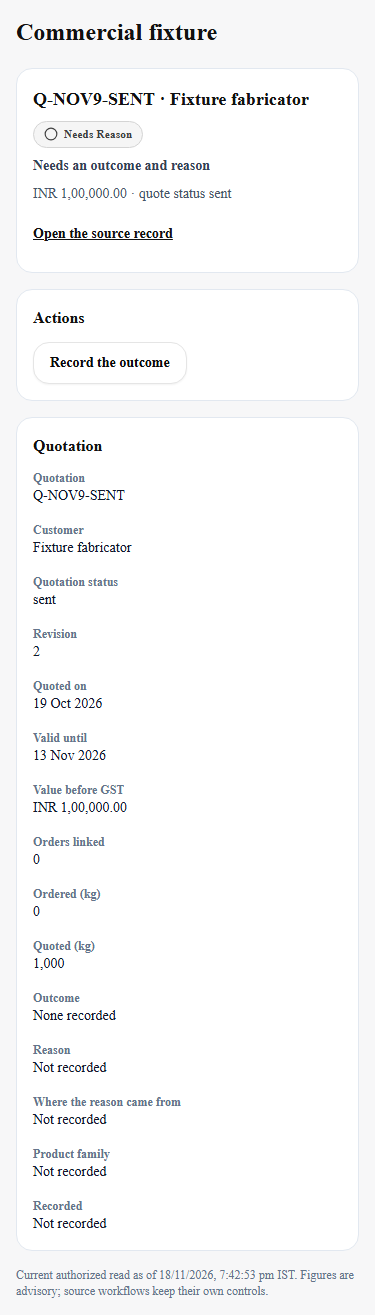 Commercial fixture
Q-NOV9-SENT · Fixture fabricator
Needs Reason
Needs an outcome and reason
INR 1,00,000.00 · quote status sent
Open the source record
Actions
Record the outcome
Quotation
Quotation
Q-NOV9-SENT
Customer
Fixture fabricator
Quotation status
sent
Revision
2
Quoted on
19 Oct 2026
Valid until
13 Nov 2026
Value before GST
INR 1,00,000.00
Orders linked
0
Ordered (kg)
0
Quoted (kg)
1,000
Outcome
None recorded
Reason
Not recorded
Where the reason came from
Not recorded
Product family
Not recorded
Recorded
Not recorded
Current authorized read as of 18/11/2026, 7:42:53 pm IST. Figures are
advisory; source workflows keep their own controls.